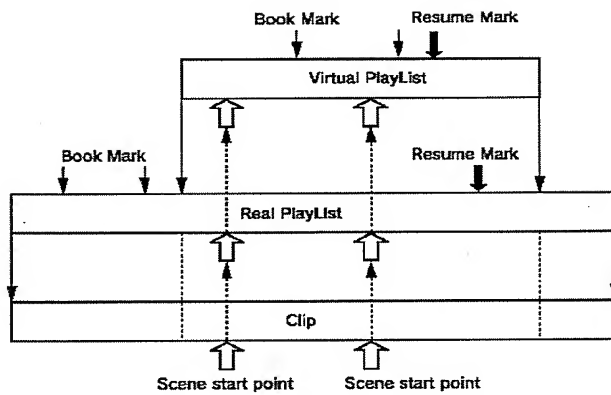 Book Mark
Resume Mark
Virtual PlayList
Book Mark
Resume Mark
Real PlayList
Clip
Scene start point
Scene start point